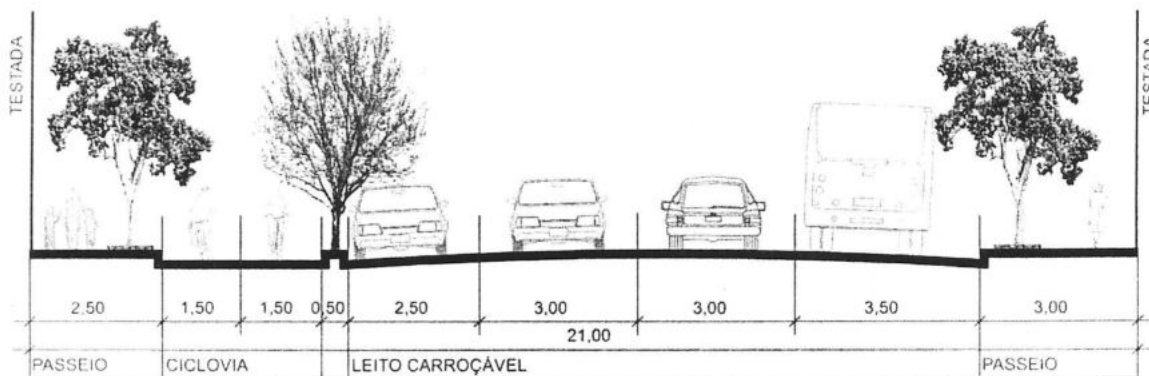 TESTADA
TESTADA
2,50 1,50 1,50 0,50 2,50 3,00 3,00 3,50 3,00
21,00
PASSEIO CICLOVIA LEITO CARROÇÁVEL PASSEIO